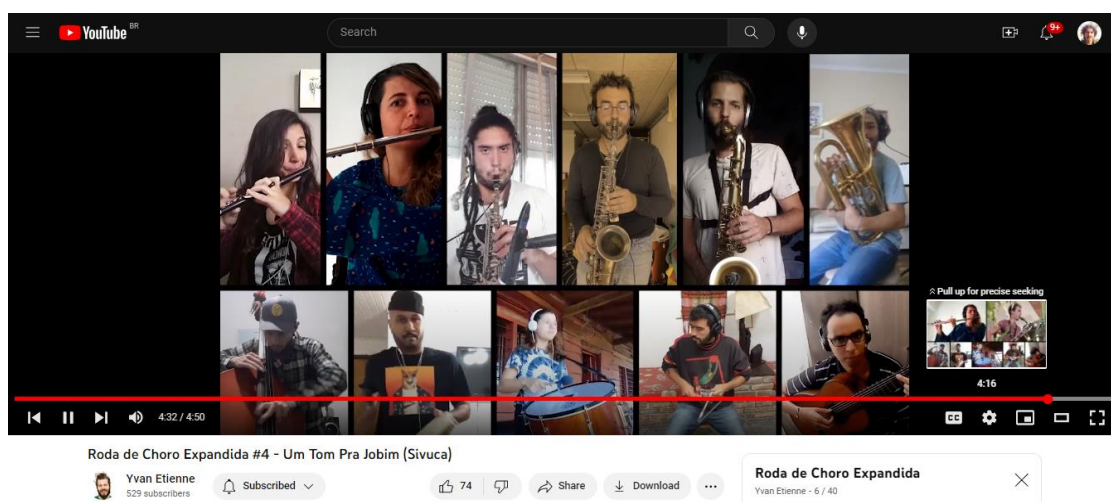 YouTube BR
Search
9+
Pull up for precise seeking
4:16
4:32 / 4:50
CC
Roda de Choro Expandida #4 - Um Tom Pra Jobim (Sivuca)
Yvan Etienne
529 subscribers
Subscribed
74
Share
Download
...
Roda de Choro Expandida
Yvan Etienne - 6 / 40